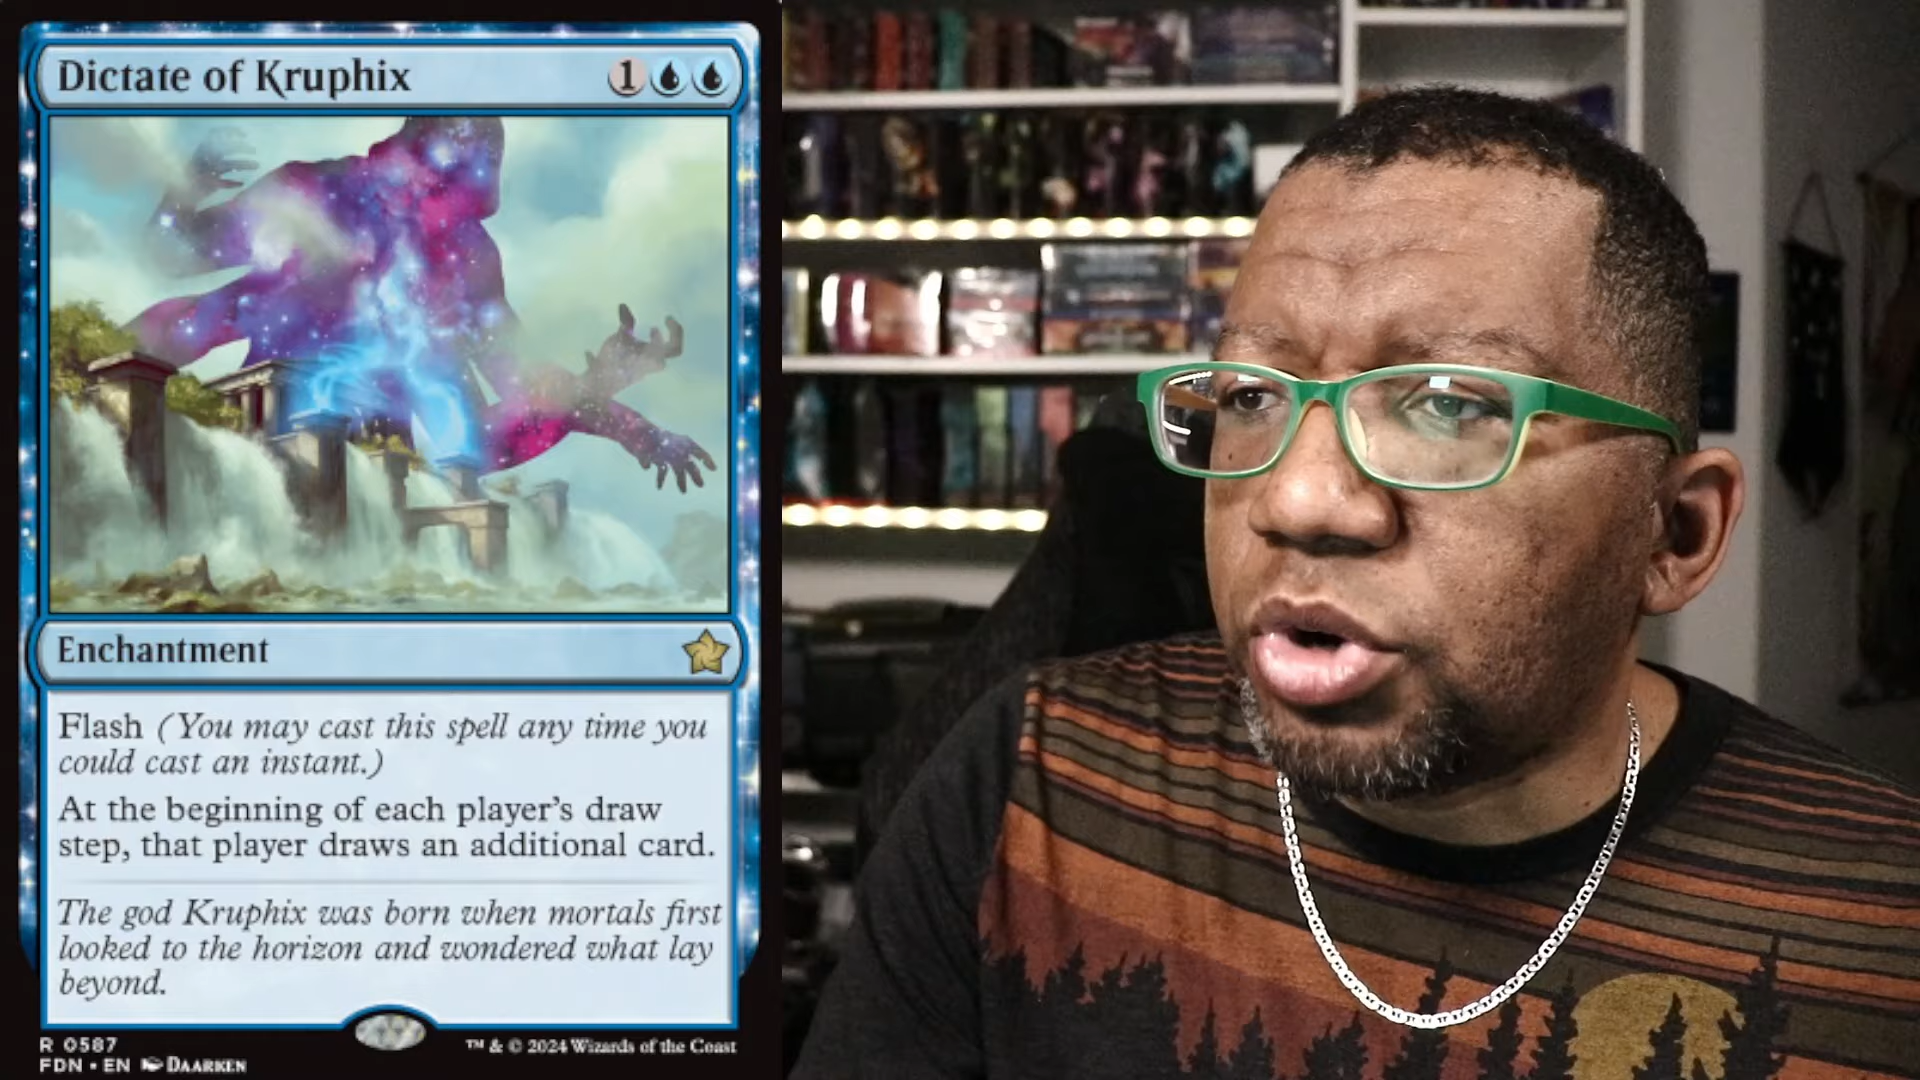 Dictate of Kruphix 1
Enchantment
Flash (You may cast this spell any time you
could cast an instant.)
At the beginning of each player's draw
step, that player draws an additional card.
The god Kruphix was born when mortals first
looked to the horizon and wondered what lay
beyond.
R 0587
FDN • EN DAARKEN
™ & © 2024 Wizards of the Coast